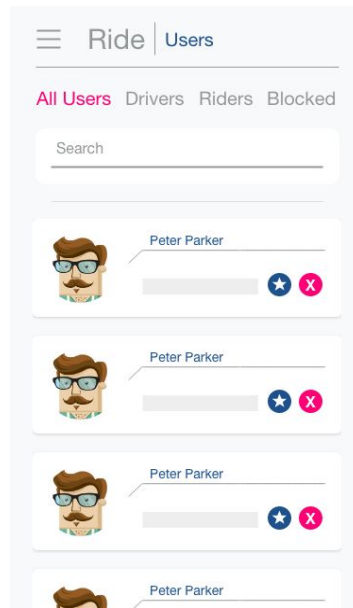 Ride Users
All Users Drivers Riders Blocked
Search
Peter Parker
X
Peter Parker
X
Peter Parker
X
Peter Parker